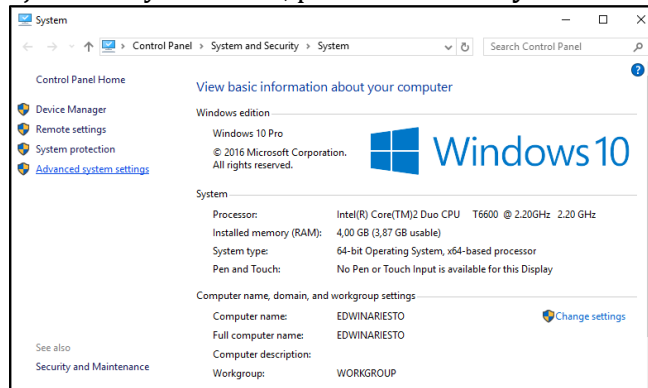 System
Control Panel > System and Security > System
Search Control Panel
Control Panel Home
Device Manager
Remote settings
System protection
Advanced system settings
See also
Security and Maintenance
View basic information about your computer
Windows edition
Windows 10 Pro
© 2016 Microsoft Corporation.
All rights reserved.
Windows 10
System
Processor: Intel(R) Core(TM)2 Duo CPU T6600 @ 2.20GHz 2.20 GHz
Installed memory (RAM): 4,00 GB (3,87 GB usable)
System type: 64-bit Operating System, x64-based processor
Pen and Touch: No Pen or Touch Input is available for this Display
Computer name, domain, and workgroup settings
Computer name: EDWINARIESTO Change settings
Full computer name: EDWINARIESTO
Computer description:
Workgroup: WORKGROUP